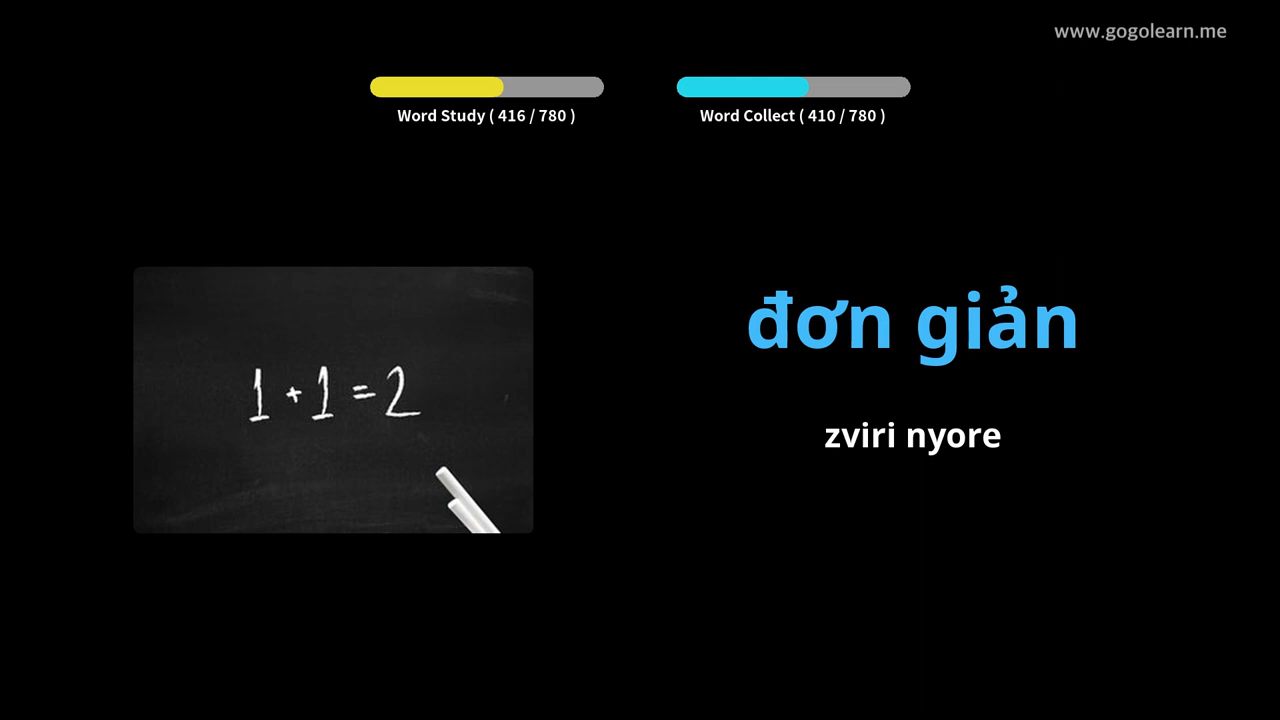 www.gogolearn.me
Word Study ( 416 / 780 )
Word Collect ( 410 / 780 )
1 + 1 = 2
đơn giản
zviri nyore